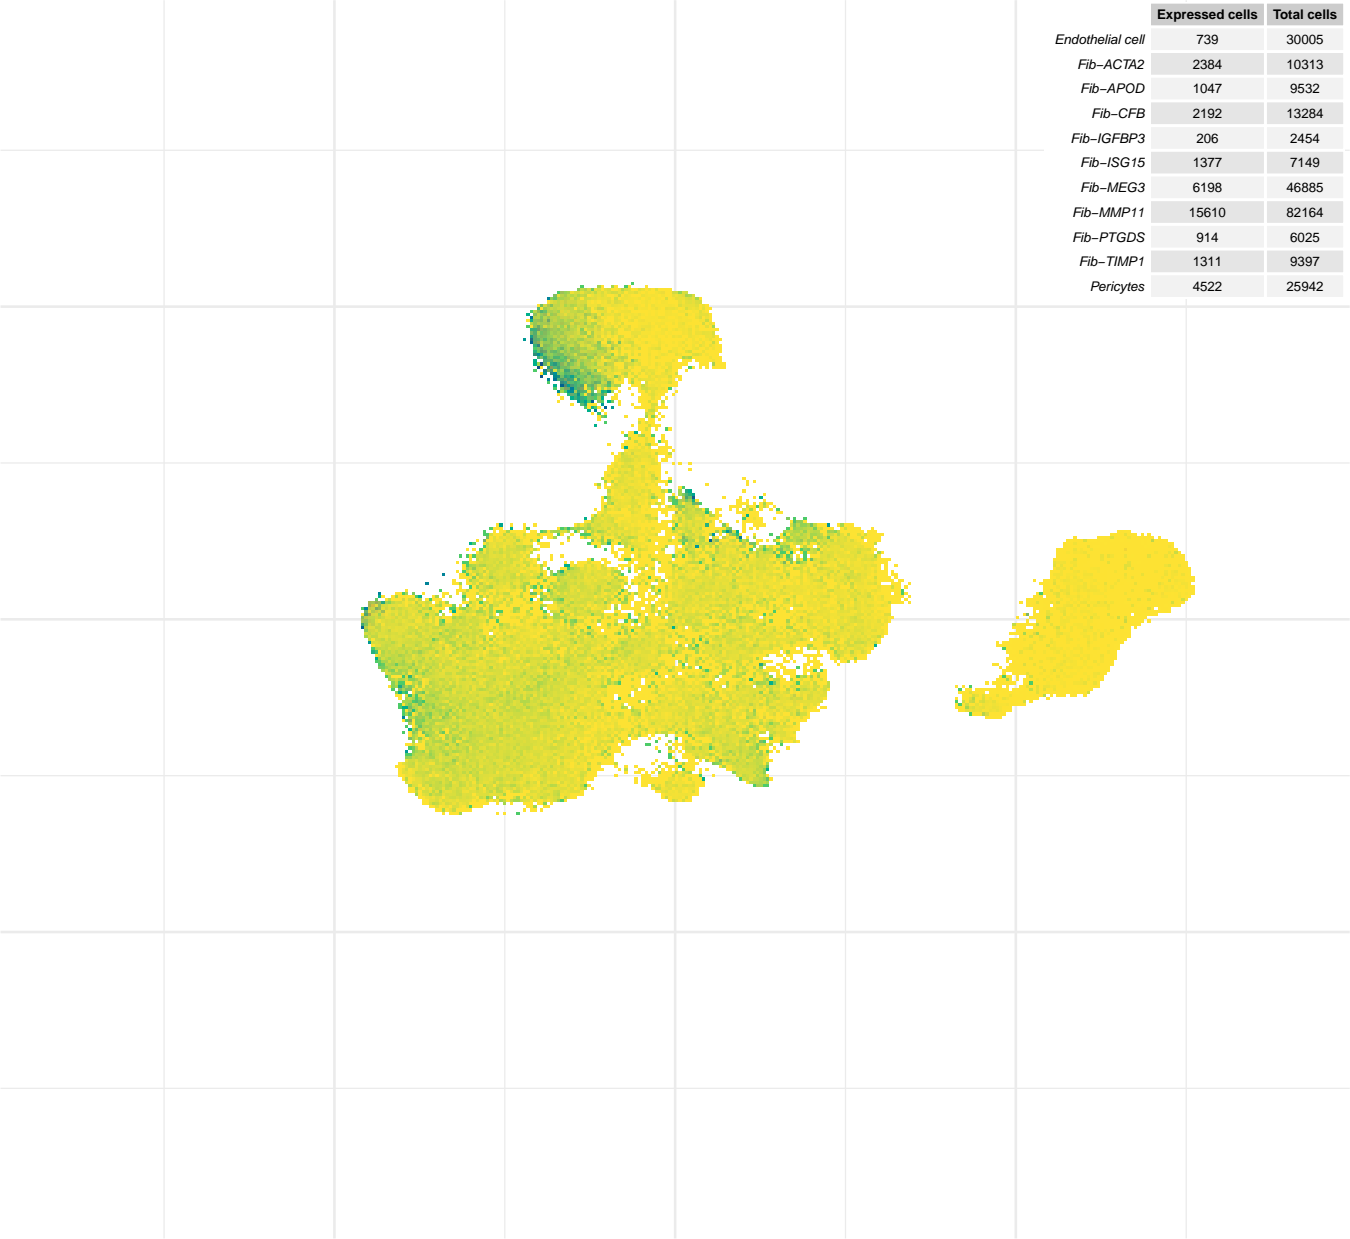 Expressed cells Total cells
Endothelial cell 739 30005
Fib−ACTA2 2384 10313
Fib−APOD 1047 9532
Fib−CFB 2192 13284
Fib−IGFBP3 206 2454
Fib−ISG15 1377 7149
Fib−MEG3 6198 46885
Fib−MMP11 15610 82164
Fib−PTGDS 914 6025
Fib−TIMP1 1311 9397
Pericytes 4522 25942